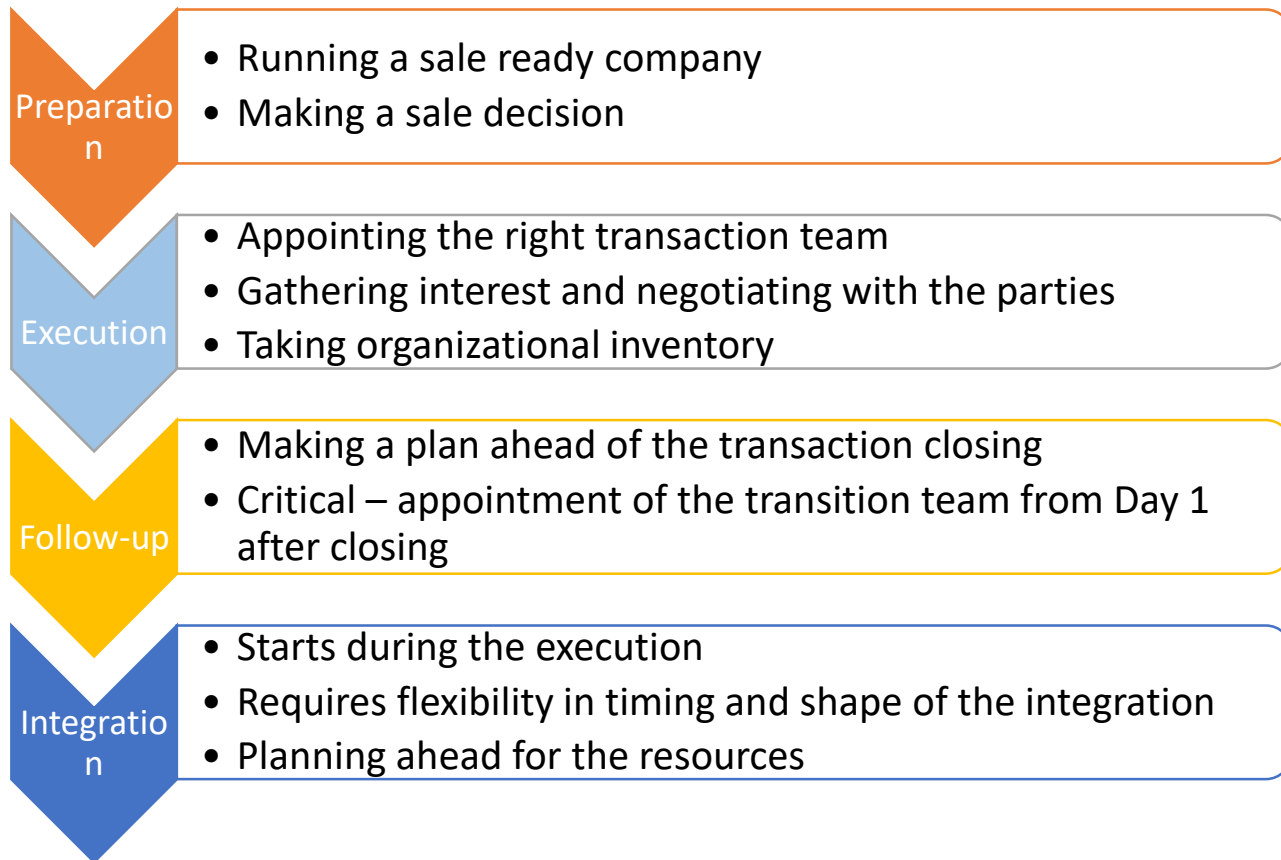 • Running a sale ready company
Preparatio
n
• Making a sale decision
• Appointing the right transaction team
• Gathering interest and negotiating with the parties
Execution
• Taking organizational inventory
• Making a plan ahead of the transaction closing
• Critical – appointment of the transition team from Day 1
after closing
Follow-up
• Starts during the execution
• Requires flexibility in timing and shape of the integration
Integratio
n
• Planning ahead for the resources